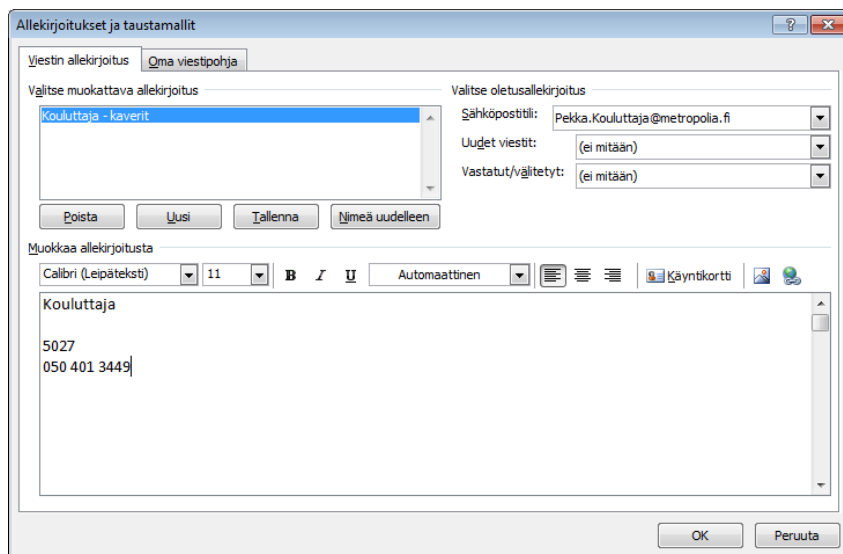 Allekirjoitukset ja taustamallit
Viestin allekirjoitus
Oma viestipohja
Valitse muokattava allekirjoitus
Kouluttaja - kaverit
Poista
Uusi
Tallenna
Nimeä uudelleen
Valitse oletusallekirjoitus
Sähköpostitili: Pekka.Kouluttaja@metropolia.fi
Uudet viestit: (ei mitään)
Vastatut/välitetyt: (ei mitään)
Muokkaa allekirjoitusta
Calibri (Leipäteksti) 11 B I U Automaattinen Käyntikortti
Kouluttaja
5027
050 401 3449
OK Peruuta